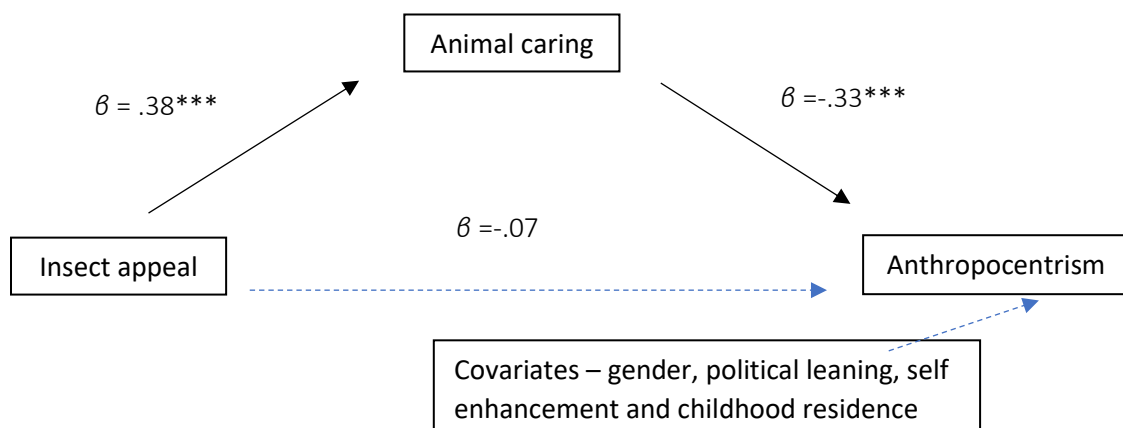 Animal caring
β = .38***
β =-.33***
β =-.07
Insect appeal
Anthropocentrism
Covariates – gender, political leaning, self
enhancement and childhood residence